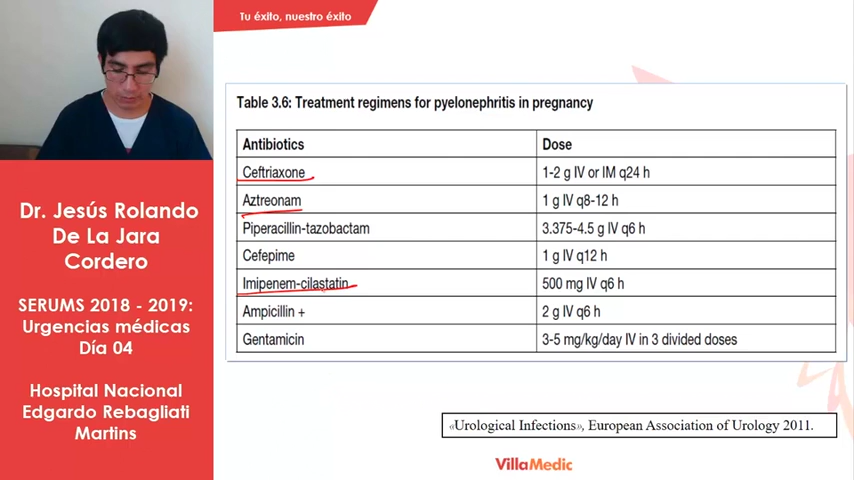 Tu éxito, nuestro éxito
Dr. Jesús Rolando
De La Jara
Cordero
SERUMS 2018 - 2019:
Urgencias médicas
Día 04
Hospital Nacional
Edgardo Rebagliati
Martins
Table 3.6: Treatment regimens for pyelonephritis in pregnancy
Antibiotics Dose
Ceftriaxone 1-2 g IV or IM q24 h
Aztreonam 1 g IV q8-12 h
Piperacillin-tazobactam 3.375-4.5 g IV q6 h
Cefepime 1 g IV q12 h
Imipenem-cilastatin 500 mg IV q6 h
Ampicillin + 2 g IV q6 h
Gentamicin 3-5 mg/kg/day IV in 3 divided doses
«Urological Infections», European Association of Urology 2011.
VillaMedic